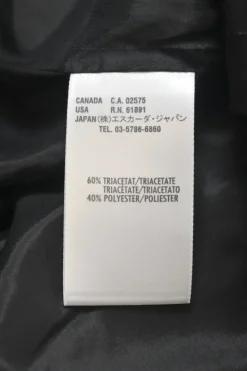 CANADA C.A. 02575
USA R.N. 61891
JAPAN(株)エスカーダ・ジャパン
TEL. 03-5786-6860
60% TRIACETAT/TRIACETATE
TRIACÉTATE/TRIACETATO
40% POLYESTER/POLIESTER